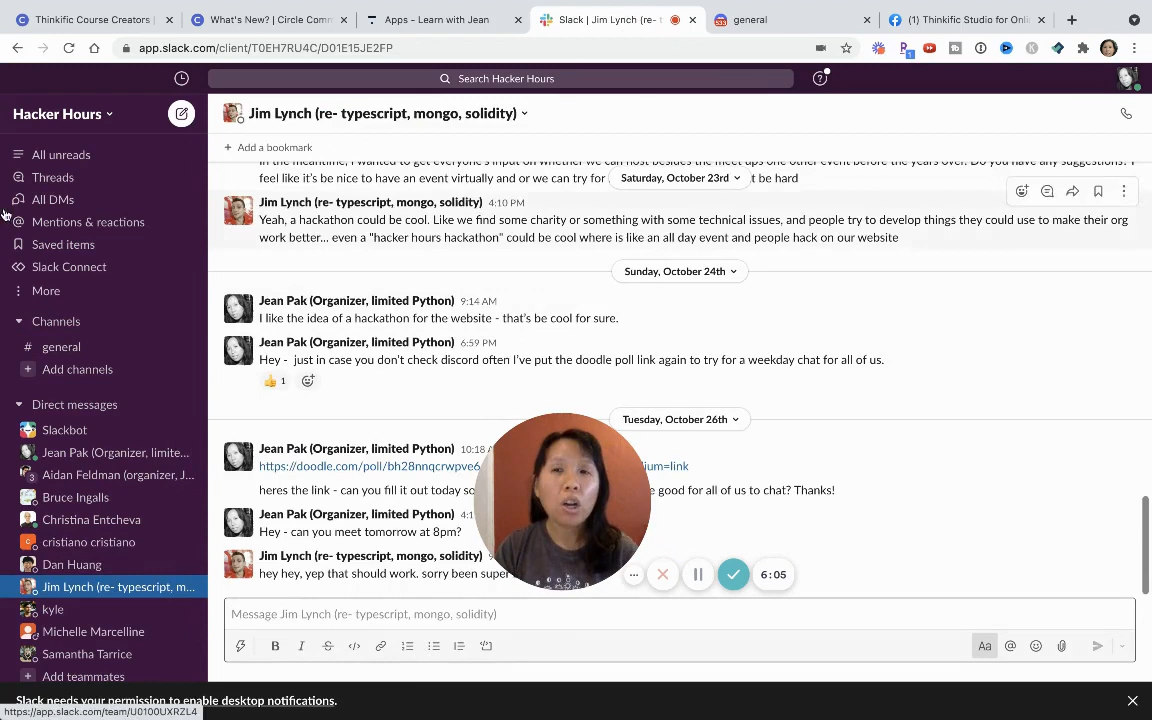 Thinkific Course Creators |
What's New? | Circle Comm
Apps - Learn with Jean
Slack | Jim Lynch (re- t
general
(1) Thinkific Studio for Onli
app.slack.com/client/T0EH7RU4C/D01E15JE2FP
Search Hacker Hours
Hacker Hours
All unreads
Threads
All DMs
Mentions & reactions
Saved items
Slack Connect
More
Channels
# general
+ Add channels
Direct messages
Slackbot
Jean Pak (Organizer, limite...
3 Aidan Feldman (organizer, J...
Bruce Ingalls
Christina Entcheva
cristiano cristiano
Dan Huang
Jim Lynch (re- typescript, m...
kyle
Michelle Marcelline
Samantha Tarrice
+ Add teammates
Jim Lynch (re- typescript, mongo, solidity)
+ Add a bookmark
In the meantime, I wanted to get everyone's input on whether we can host besides the meet ups one other event before the years over. Do you have any suggestions? I
feel like it's be nice to have an event virtually and or we can try for
t be hard
Saturday, October 23rd
Jim Lynch (re- typescript, mongo, solidity) 4:10 PM
Yeah, a hackathon could be cool. Like we find some charity or something with some technical issues, and people try to develop things they could use to make their org
work better... even a "hacker hours hackathon" could be cool where is like an all day event and people hack on our website
Sunday, October 24th
Jean Pak (Organizer, limited Python) 9:14 AM
I like the idea of a hackathon for the website - that's be cool for sure.
Jean Pak (Organizer, limited Python) 6:59 PM
Hey - just in case you don't check discord often I've put the doodle poll link again to try for a weekday chat for all of us.
👍 1
Tuesday, October 26th
Jean Pak (Organizer, limited Python) 10:18
https://doodle.com/poll/bh28nnqcrwpve6
ium=link
heres the link - can you fill it out today so
e good for all of us to chat? Thanks!
Jean Pak (Organizer, limited Python)
Hey - can you meet tomorrow at 8pm?
Jim Lynch (re- typescript, mongo, solidity)
hey hey, yep that should work. sorry been super
6:05
Message Jim Lynch (re- typescript, mongo, solidity)
B I S
Aa @
Slack needs your permission to enable desktop notifications.
https://app.slack.com/team/U0100UXRZL4